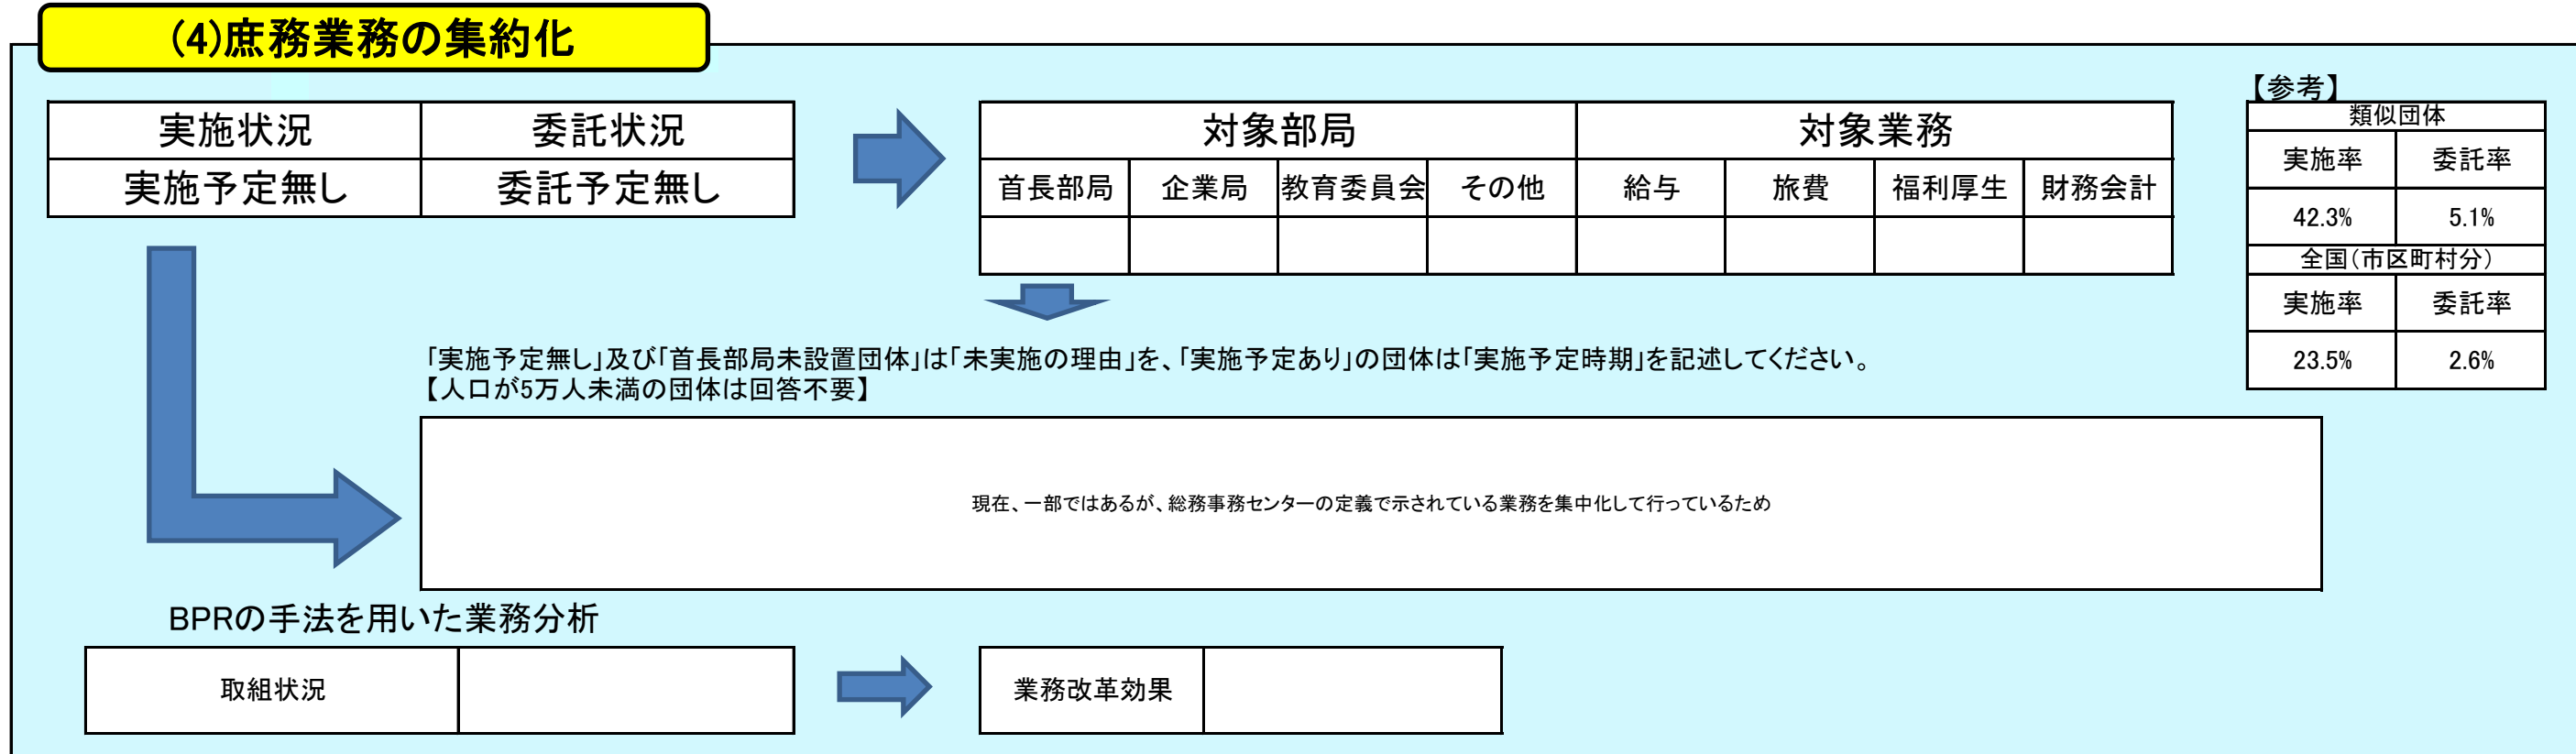 (4)庶務業務の集約化
実施状況 委託状況
実施予定無し 委託予定無し
対象部局 対象業務
首長部局 企業局 教育委員会 その他 給与 旅費 福利厚生 財務会計
【参考】
類似団体
実施率 委託率
42.3% 5.1%
全国(市区町村分)
実施率 委託率
23.5% 2.6%
「実施予定無し」及び「首長部局未設置団体」は「未実施の理由」を、「実施予定あり」の団体は「実施予定時期」を記述してください。
【人口が5万人未満の団体は回答不要】
現在、一部ではあるが、総務事務センターの定義で示されている業務を集中化して行っているため
BPRの手法を用いた業務分析
取組状況
業務改革効果